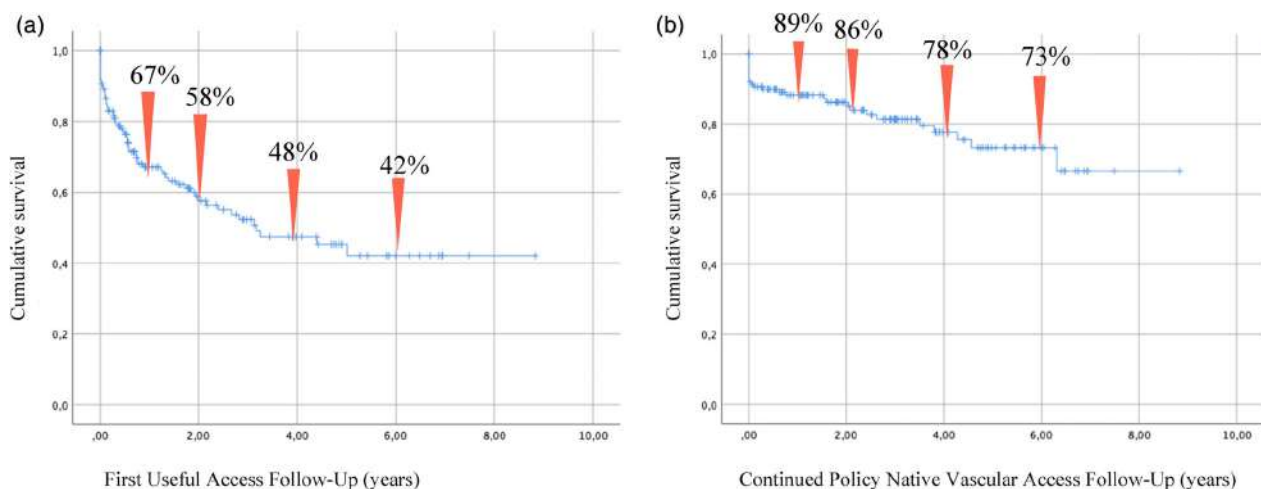 (a)
67%
58%
48%
42%
1,0
0,8
0,6
0,4
0,2
0,0
Cumulative survival
,00 2,00 4,00 6,00 8,00 10,00
First Useful Access Follow-Up (years)
(b)
89%
86%
78%
73%
1,0
0,8
0,6
0,4
0,2
0,0
Cumulative survival
,00 2,00 4,00 6,00 8,00 10,00
Continued Policy Native Vascular Access Follow-Up (years)